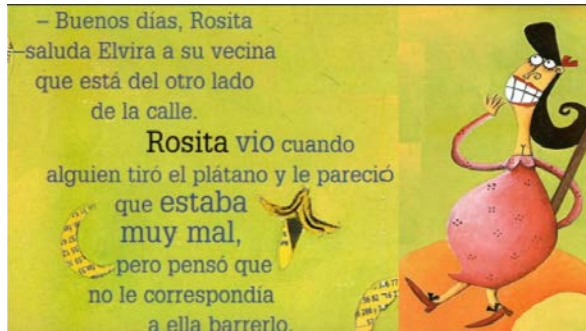 – Buenos días, Rosita
–saluda Elvira a su vecina
que está del otro lado
de la calle.
Rosita vio cuando
alguien tiró el plátano y le pareció
que estaba
muy mal,
pero pensó que
no le correspondía
a ella barrerlo.